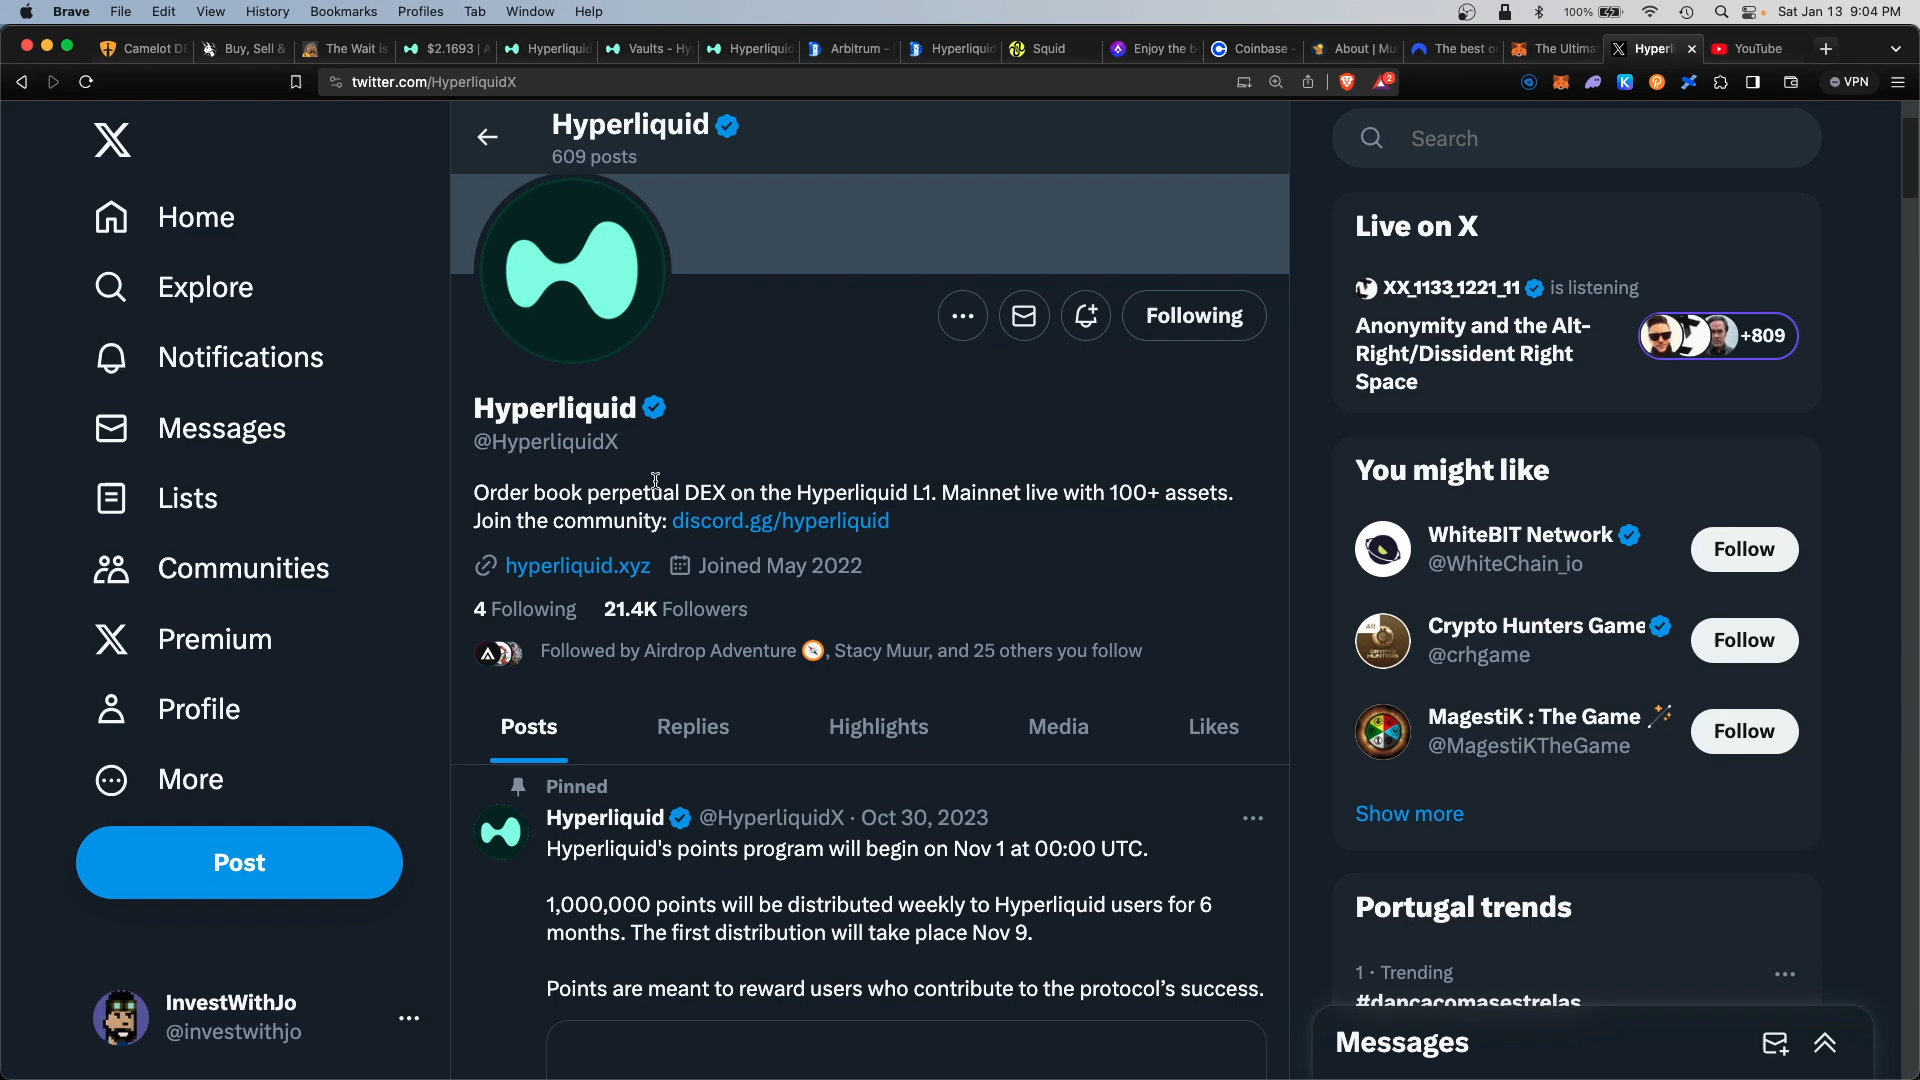 Brave File Edit View History Bookmarks Profiles Tab Window Help 100% Sat Jan 13 9:04 PM
Camelot DE Buy, Sell & The Wait is $2.1693 | A Hyperliquid Vaults - Hy Hyperliquid Arbitrum - Hyperliquid Squid Enjoy the b Coinbase - About | Mu The best o The Ultima Hyperli YouTube
twitter.com/HyperliquidX 2 VPN
Hyperliquid
609 posts
Search
Home
Explore
Notifications
Messages
Lists
Communities
Premium
Profile
More
Post
InvestWithJo
@investwithjo
Following
Hyperliquid
@HyperliquidX
Order book perpetual DEX on the Hyperliquid L1. Mainnet live with 100+ assets.
Join the community: discord.gg/hyperliquid
hyperliquid.xyz Joined May 2022
4 Following 21.4K Followers
Followed by Airdrop Adventure , Stacy Muur, and 25 others you follow
Posts Replies Highlights Media Likes
Pinned
Hyperliquid @HyperliquidX · Oct 30, 2023
Hyperliquid's points program will begin on Nov 1 at 00:00 UTC.
1,000,000 points will be distributed weekly to Hyperliquid users for 6
months. The first distribution will take place Nov 9.
Points are meant to reward users who contribute to the protocol's success.
Live on X
XX_1133_1221_11 is listening
Anonymity and the Alt-
Right/Dissident Right
Space
+809
You might like
WhiteBIT Network
@WhiteChain_io
Follow
Crypto Hunters Game
@crhgame
Follow
MagestiK : The Game
@MagestiKTheGame
Follow
Show more
Portugal trends
1 · Trending
#dancacomasestrelas
Messages